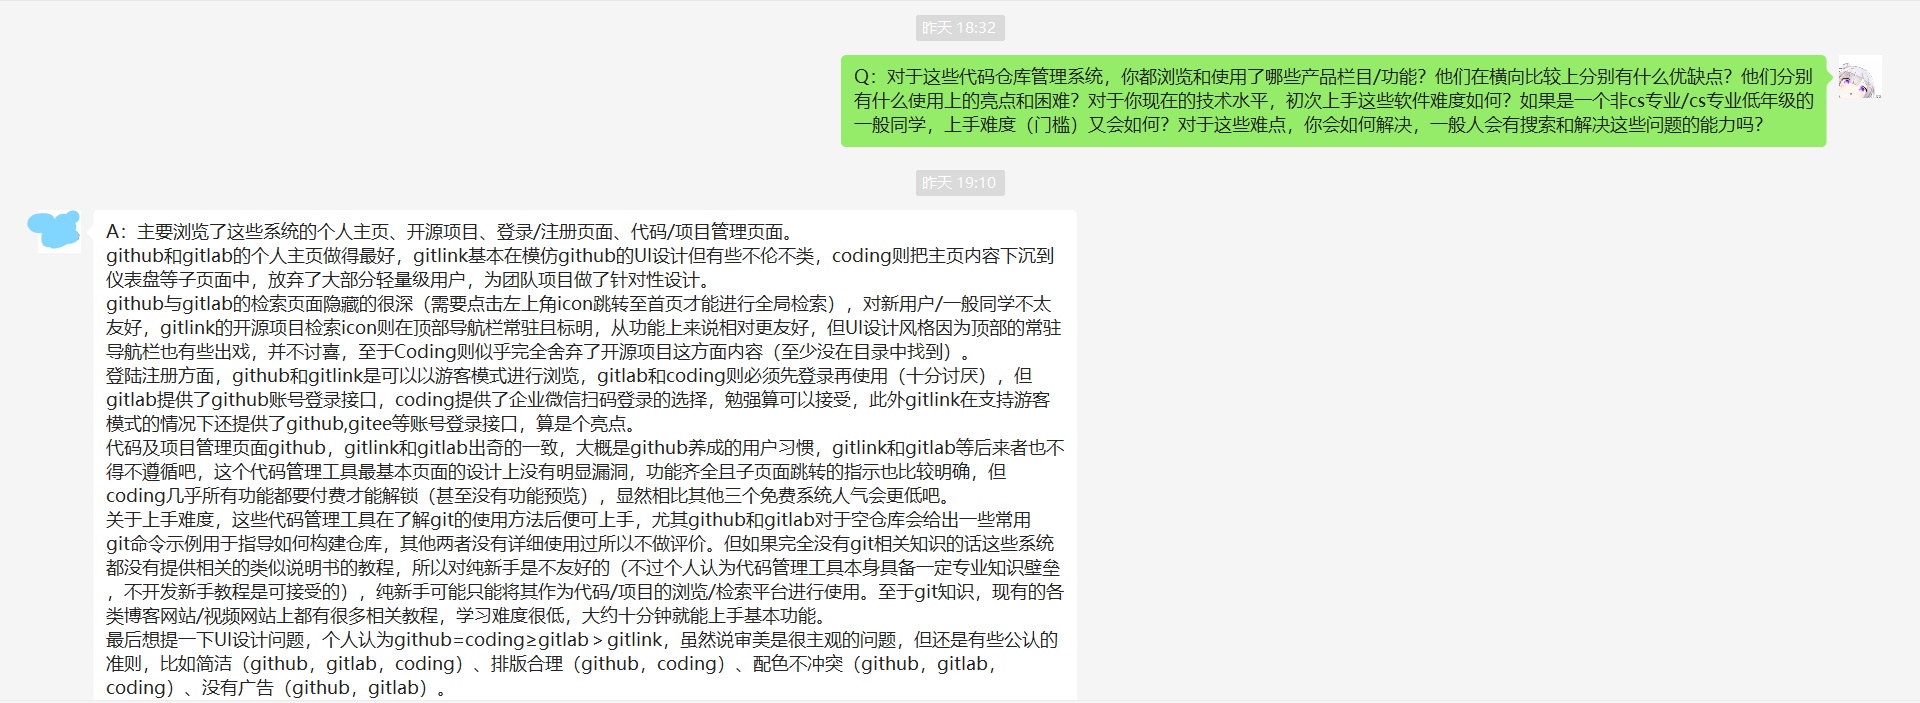 昨天 18:32
Q：对于这些代码仓库管理系统，你都浏览和使用了哪些产品栏目/功能？他们在横向比较上分别有什么优缺点？他们分别
有什么使用上的亮点和困难？对于你现在的技术水平，初次上手这些软件难度如何？如果是一个非cs专业/cs专业低年级的
一般同学，上手难度（门槛）又会如何？对于这些难点，你会如何解决，一般人会有搜索和解决这些问题的能力吗？
昨天 19:10
A：主要浏览了这些系统的个人主页、开源项目、登录/注册页面、代码/项目管理页面。
github和gitlab的个人主页做得最好，gitlink基本在模仿github的UI设计但有些不伦不类，coding则把主页内容下沉到
仪表盘等子页面中，放弃了大部分轻量级用户，为团队项目做了针对性设计。
github与gitlab的检索页面隐藏的很深（需要点击左上角icon跳转至首页才能进行全局检索），对新用户/一般同学不太
友好，gitlink的开源项目检索icon则在顶部导航栏常驻且标明，从功能上来说相对更友好，但UI设计风格因为顶部的常驻
导航栏也有些出戏，并不讨喜，至于Coding则似乎完全舍弃了开源项目这方面内容（至少没在目录中找到）。
登陆注册方面，github和gitlink是可以以游客模式进行浏览，gitlab和coding则必须先登录再使用（十分讨厌），但
gitlab提供了github账号登录接口，coding提供了企业微信扫码登录的选择，勉强算可以接受，此外gitlink在支持游客
模式的情况下还提供了github,gitee等账号登录接口，算是个亮点。
代码及项目管理页面github，gitlink和gitlab出奇的一致，大概是github养成的用户习惯，gitlink和gitlab等后来者也不
得不遵循吧，这个代码管理工具最基本页面的设计上没有明显漏洞，功能齐全且子页面跳转的指示也比较明确，但
coding几乎所有功能都要付费才能解锁（甚至没有功能预览），显然相比其他三个免费系统人气会更低吧。
关于上手难度，这些代码管理工具在了解git的使用方法后便可上手，尤其github和gitlab对于空仓库会给出一些常用
git命令示例用于指导如何构建仓库，其他两者没有详细使用过所以不做评价。但如果完全没有git相关知识的话这些系统
都没有提供相关的类似说明书的教程，所以对纯新手是不友好的（不过个人认为代码管理工具本身具备一定专业知识壁垒
，不开发新手教程是可接受的），纯新手可能只能将其作为代码/项目的浏览/检索平台进行使用。至于git知识，现有的各
类博客网站/视频网站上都有很多相关教程，学习难度很低，大约十分钟就能上手基本功能。
最后想提一下UI设计问题，个人认为github=coding≥gitlab＞gitlink，虽然说审美是很主观的问题，但还是有些公认的
准则，比如简洁（github，gitlab，coding）、排版合理（github，coding）、配色不冲突（github，gitlab，
coding）、没有广告（github，gitlab）。